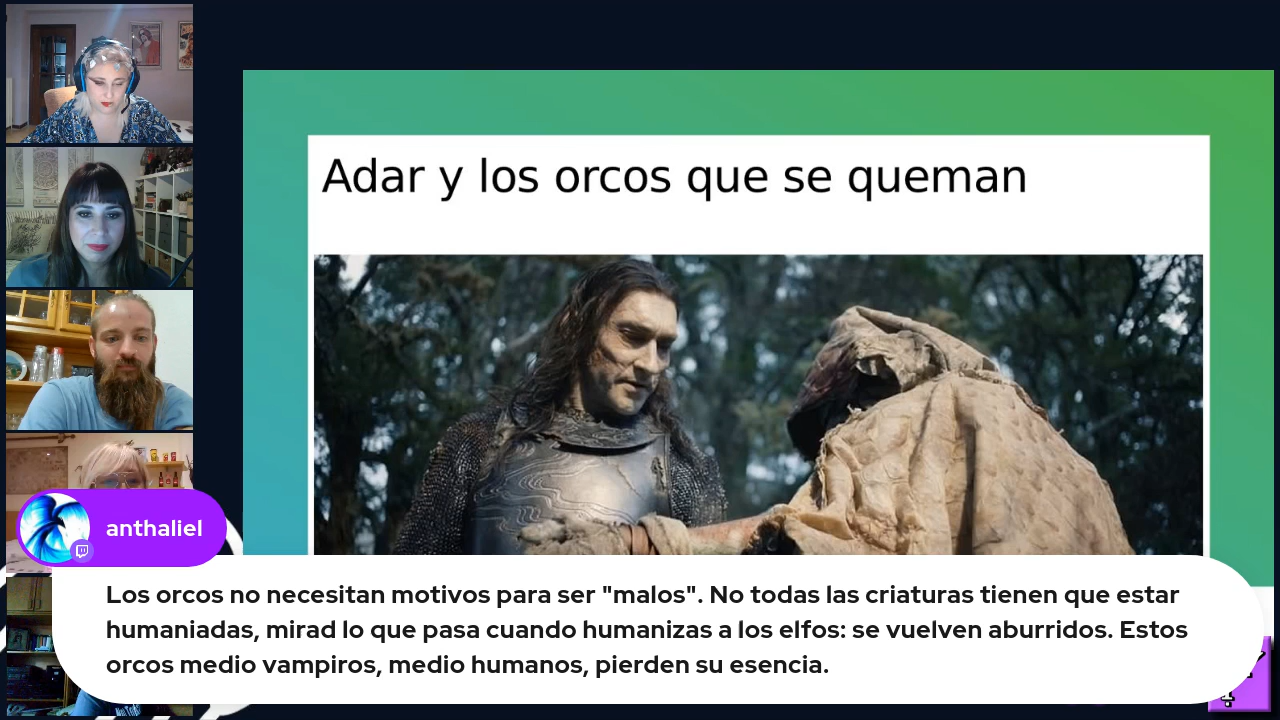 Adar y los orcos que se queman
anthaliel
Los orcos no necesitan motivos para ser "malos". No todas las criaturas tienen que estar
humaniadas, mirad lo que pasa cuando humanizas a los elfos: se vuelven aburridos. Estos
orcos medio vampiros, medio humanos, pierden su esencia.